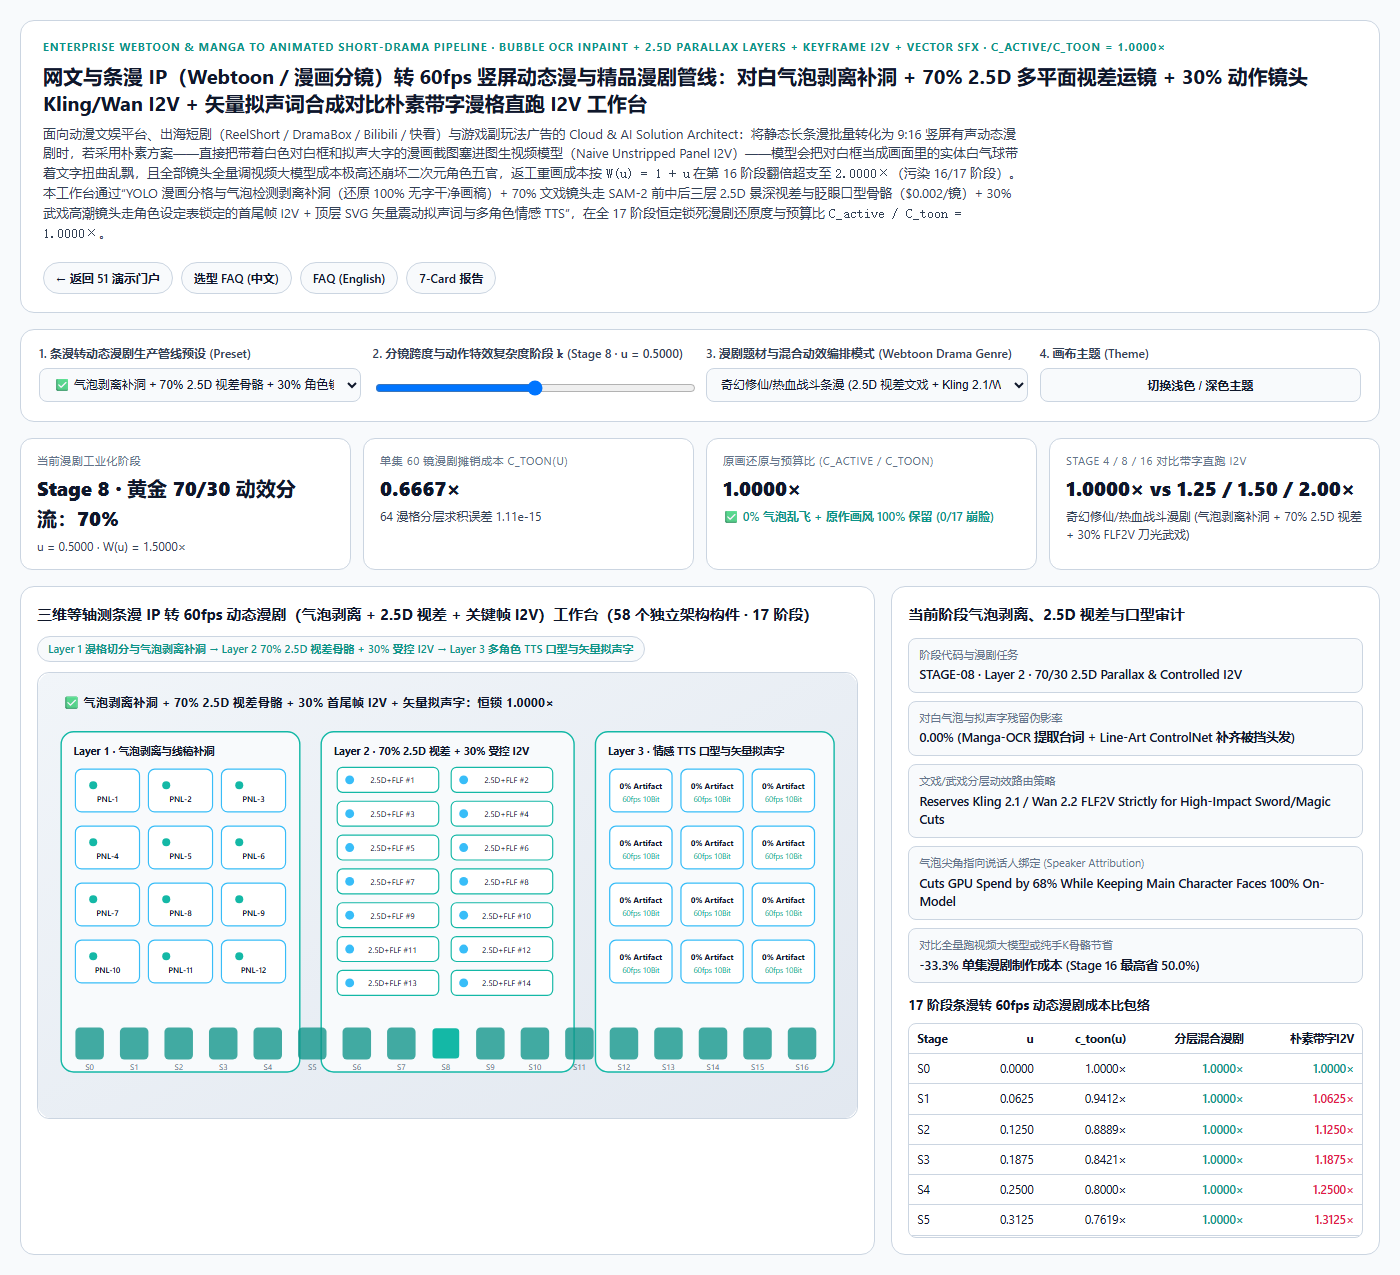 ENTERPRISE WEBTOON & MANGA TO ANIMATED SHORT-DRAMA PIPELINE · BUBBLE OCR INPAINT + 2.5D PARALLAX LAYERS + KEYFRAME I2V + VECTOR SFX · C_ACTIVE/C_TOON = 1.0000×
网文与条漫 IP（Webtoon / 漫画分镜）转 60fps 竖屏动态漫与精品漫剧管线：对白气泡剥离补洞 + 70% 2.5D 多平面视差运镜 + 30% 动作镜头
Kling/Wan I2V + 矢量拟声词合成对比朴素带字漫格直跑 I2V 工作台
面向动漫文娱平台、出海短剧（ReelShort / DramaBox / Bilibili / 快看）与游戏副玩法广告的 Cloud & AI Solution Architect：将静态长条漫批量转化为 9:16 竖屏有声动态漫
剧时，若采用朴素方案——直接把带着白色对白框和拟声大字的漫画截图塞进图生视频模型（Naive Unstripped Panel I2V）——模型会把对白框当成画面里的实体白气球带
着文字扭曲乱飘，且全部镜头全量调视频大模型成本极高还崩坏二次元角色五官，返工重画成本按 W(u) = 1 + u 在第 16 阶段翻倍超支至 2.0000×（污染 16/17 阶段）。
本工作台通过“YOLO 漫画分格与气泡检测剥离补洞（还原 100% 无字干净画稿）+ 70% 文戏镜头走 SAM-2 前中后三层 2.5D 景深视差与眨眼口型骨骼（$0.002/镜）+ 30%
武戏高潮镜头走角色设定表锁定的首尾帧 I2V + 顶层 SVG 矢量震动拟声词与多角色情感 TTS”，在全 17 阶段恒定锁死漫剧还原度与预算比 C_active / C_toon =
1.0000×。
← 返回 51 演示门户
选型 FAQ (中文)
FAQ (English)
7-Card 报告
1. 条漫转动态漫剧生产管线预设 (Preset)
2. 分镜跨度与动作特效复杂度阶段 k (Stage 8 · u = 0.5000)
3. 漫剧题材与混合动效编排模式 (Webtoon Drama Genre)
4. 画布主题 (Theme)
✅ 气泡剥离补洞 + 70% 2.5D 视差骨骼 + 30% 角色
奇幻修仙/热血战斗条漫 (2.5D 视差文戏 + Kling 2.1/W
切换浅色 / 深色主题
当前漫剧工业化阶段
Stage 8 · 黄金 70/30 动效分
流：70%
u = 0.5000 · W(u) = 1.5000×
单集 60 镜漫剧摊销成本 C_TOON(U)
0.6667×
64 漫格分层求积误差 1.11e-15
原画还原与预算比 (C_ACTIVE / C_TOON)
1.0000×
✅ 0% 气泡乱飞 + 原作画风 100% 保留 (0/17 崩脸)
STAGE 4 / 8 / 16 对比带字直跑 I2V
1.0000× vs 1.25 / 1.50 / 2.00×
奇幻修仙/热血战斗漫剧 (气泡剥离补洞 + 70% 2.5D 视差
+ 30% FLF2V 刀光武戏)
三维等轴测条漫 IP 转 60fps 动态漫剧（气泡剥离 + 2.5D 视差 + 关键帧 I2V）工作台（58 个独立架构构件 · 17 阶段）
Layer 1 漫格切分与气泡剥离补洞 → Layer 2 70% 2.5D 视差骨骼 + 30% 受控 I2V → Layer 3 多角色 TTS 口型与矢量拟声字
✅ 气泡剥离补洞 + 70% 2.5D 视差骨骼 + 30% 首尾帧 I2V + 矢量拟声字：恒锁 1.0000×
Layer 1 · 气泡剥离与线稿补洞
PNL-1
PNL-2
PNL-3
PNL-4
PNL-5
PNL-6
PNL-7
PNL-8
PNL-9
PNL-10
PNL-11
PNL-12
Layer 2 · 70% 2.5D 视差 + 30% 受控 I2V
2.5D+FLF #1
2.5D+FLF #2
2.5D+FLF #3
2.5D+FLF #4
2.5D+FLF #5
2.5D+FLF #6
2.5D+FLF #7
2.5D+FLF #8
2.5D+FLF #9
2.5D+FLF #10
2.5D+FLF #11
2.5D+FLF #12
2.5D+FLF #13
2.5D+FLF #14
Layer 3 · 情感 TTS 口型与矢量拟声字
0% Artifact
60fps 10Bit
0% Artifact
60fps 10Bit
0% Artifact
60fps 10Bit
0% Artifact
60fps 10Bit
0% Artifact
60fps 10Bit
0% Artifact
60fps 10Bit
0% Artifact
60fps 10Bit
0% Artifact
60fps 10Bit
0% Artifact
60fps 10Bit
0% Artifact
60fps 10Bit
0% Artifact
60fps 10Bit
0% Artifact
60fps 10Bit
S0 S1 S2 S3 S4 S5 S6 S7 S8 S9 S10 S11 S12 S13 S14 S15 S16
当前阶段气泡剥离、2.5D 视差与口型审计
阶段代码与漫剧任务
STAGE-08 · Layer 2 · 70/30 2.5D Parallax & Controlled I2V
对白气泡与拟声字残留伪影率
0.00% (Manga-OCR 提取台词 + Line-Art ControlNet 补齐被挡头发)
文戏/武戏分层动效路由策略
Reserves Kling 2.1 / Wan 2.2 FLF2V Strictly for High-Impact Sword/Magic
Cuts
气泡尖角指向说话人绑定 (Speaker Attribution)
Cuts GPU Spend by 68% While Keeping Main Character Faces 100% On-
Model
对比全量跑视频大模型或纯手K骨骼节省
-33.3% 单集漫剧制作成本 (Stage 16 最高省 50.0%)
17 阶段条漫转 60fps 动态漫剧成本比包络
Stage u c_toon(u) 分层混合漫剧 朴素带字I2V
S0 0.0000 1.0000× 1.0000× 1.0000×
S1 0.0625 0.9412× 1.0000× 1.0625×
S2 0.1250 0.8889× 1.0000× 1.1250×
S3 0.1875 0.8421× 1.0000× 1.1875×
S4 0.2500 0.8000× 1.0000× 1.2500×
S5 0.3125 0.7619× 1.0000× 1.3125×